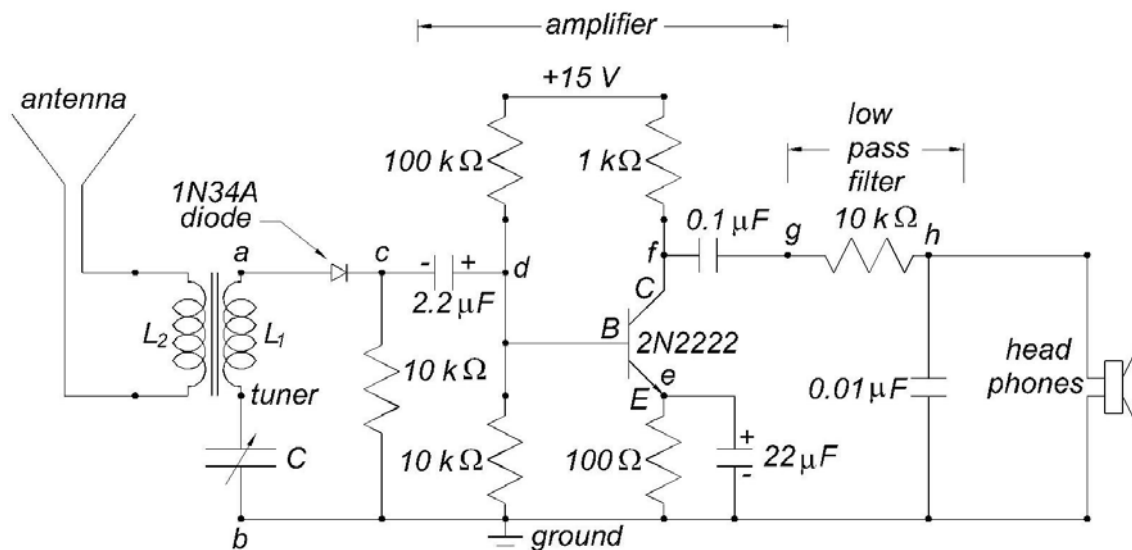 amplifier
+15 V
antenna
low
pass
filter
100 kΩ
1 kΩ
1N34A
diode
0.1 μF
g
10 kΩ
h
a
c
f
- +
d
2.2 μF
C
B
2N2222
L2
L1
10 kΩ
e
head
phones
tuner
E
0.01 μF
C
10 kΩ
100 Ω
+
22 μF
-
b
ground